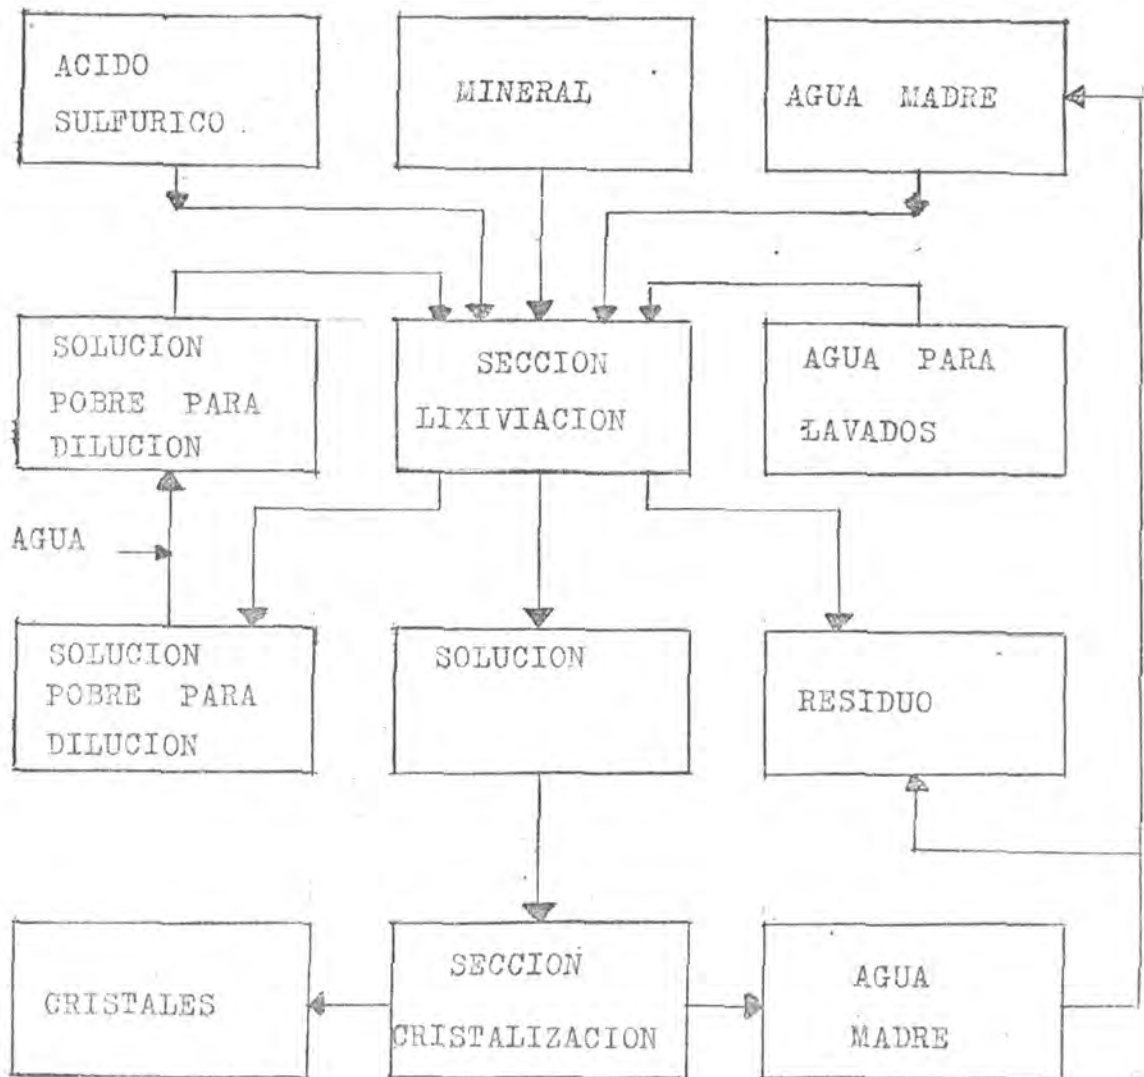 ACIDO
SULFURICO
MINERAL
AGUA MADRE
SOLUCION
POBRE PARA
DILUCION
SECCION
LIXIVIACION
AGUA PARA
LAVADOS
AGUA
SOLUCION
POBRE PARA
DILUCION
SOLUCION
RESIDUO
CRISTALES
SECCION
CRISTALIZACION
AGUA
MADRE